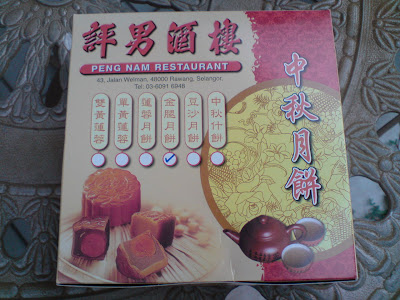 評男酒樓
PENG NAM RESTAURANT
43, Jalan Welman, 48000 Rawang, Selangor.
Tel: 03-6091 6948
雙黃蓮蓉
單黃蓮蓉
蓮蓉月餅
金腿月餅
豆沙月餅
中秋什餅
中秋月餅